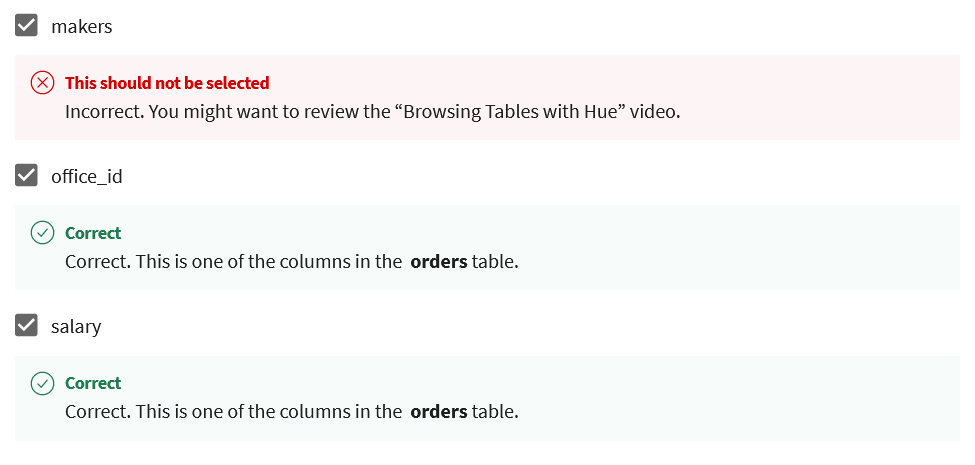 makers
This should not be selected
Incorrect. You might want to review the “Browsing Tables with Hue” video.
office_id
Correct
Correct. This is one of the columns in the orders table.
salary
Correct
Correct. This is one of the columns in the orders table.